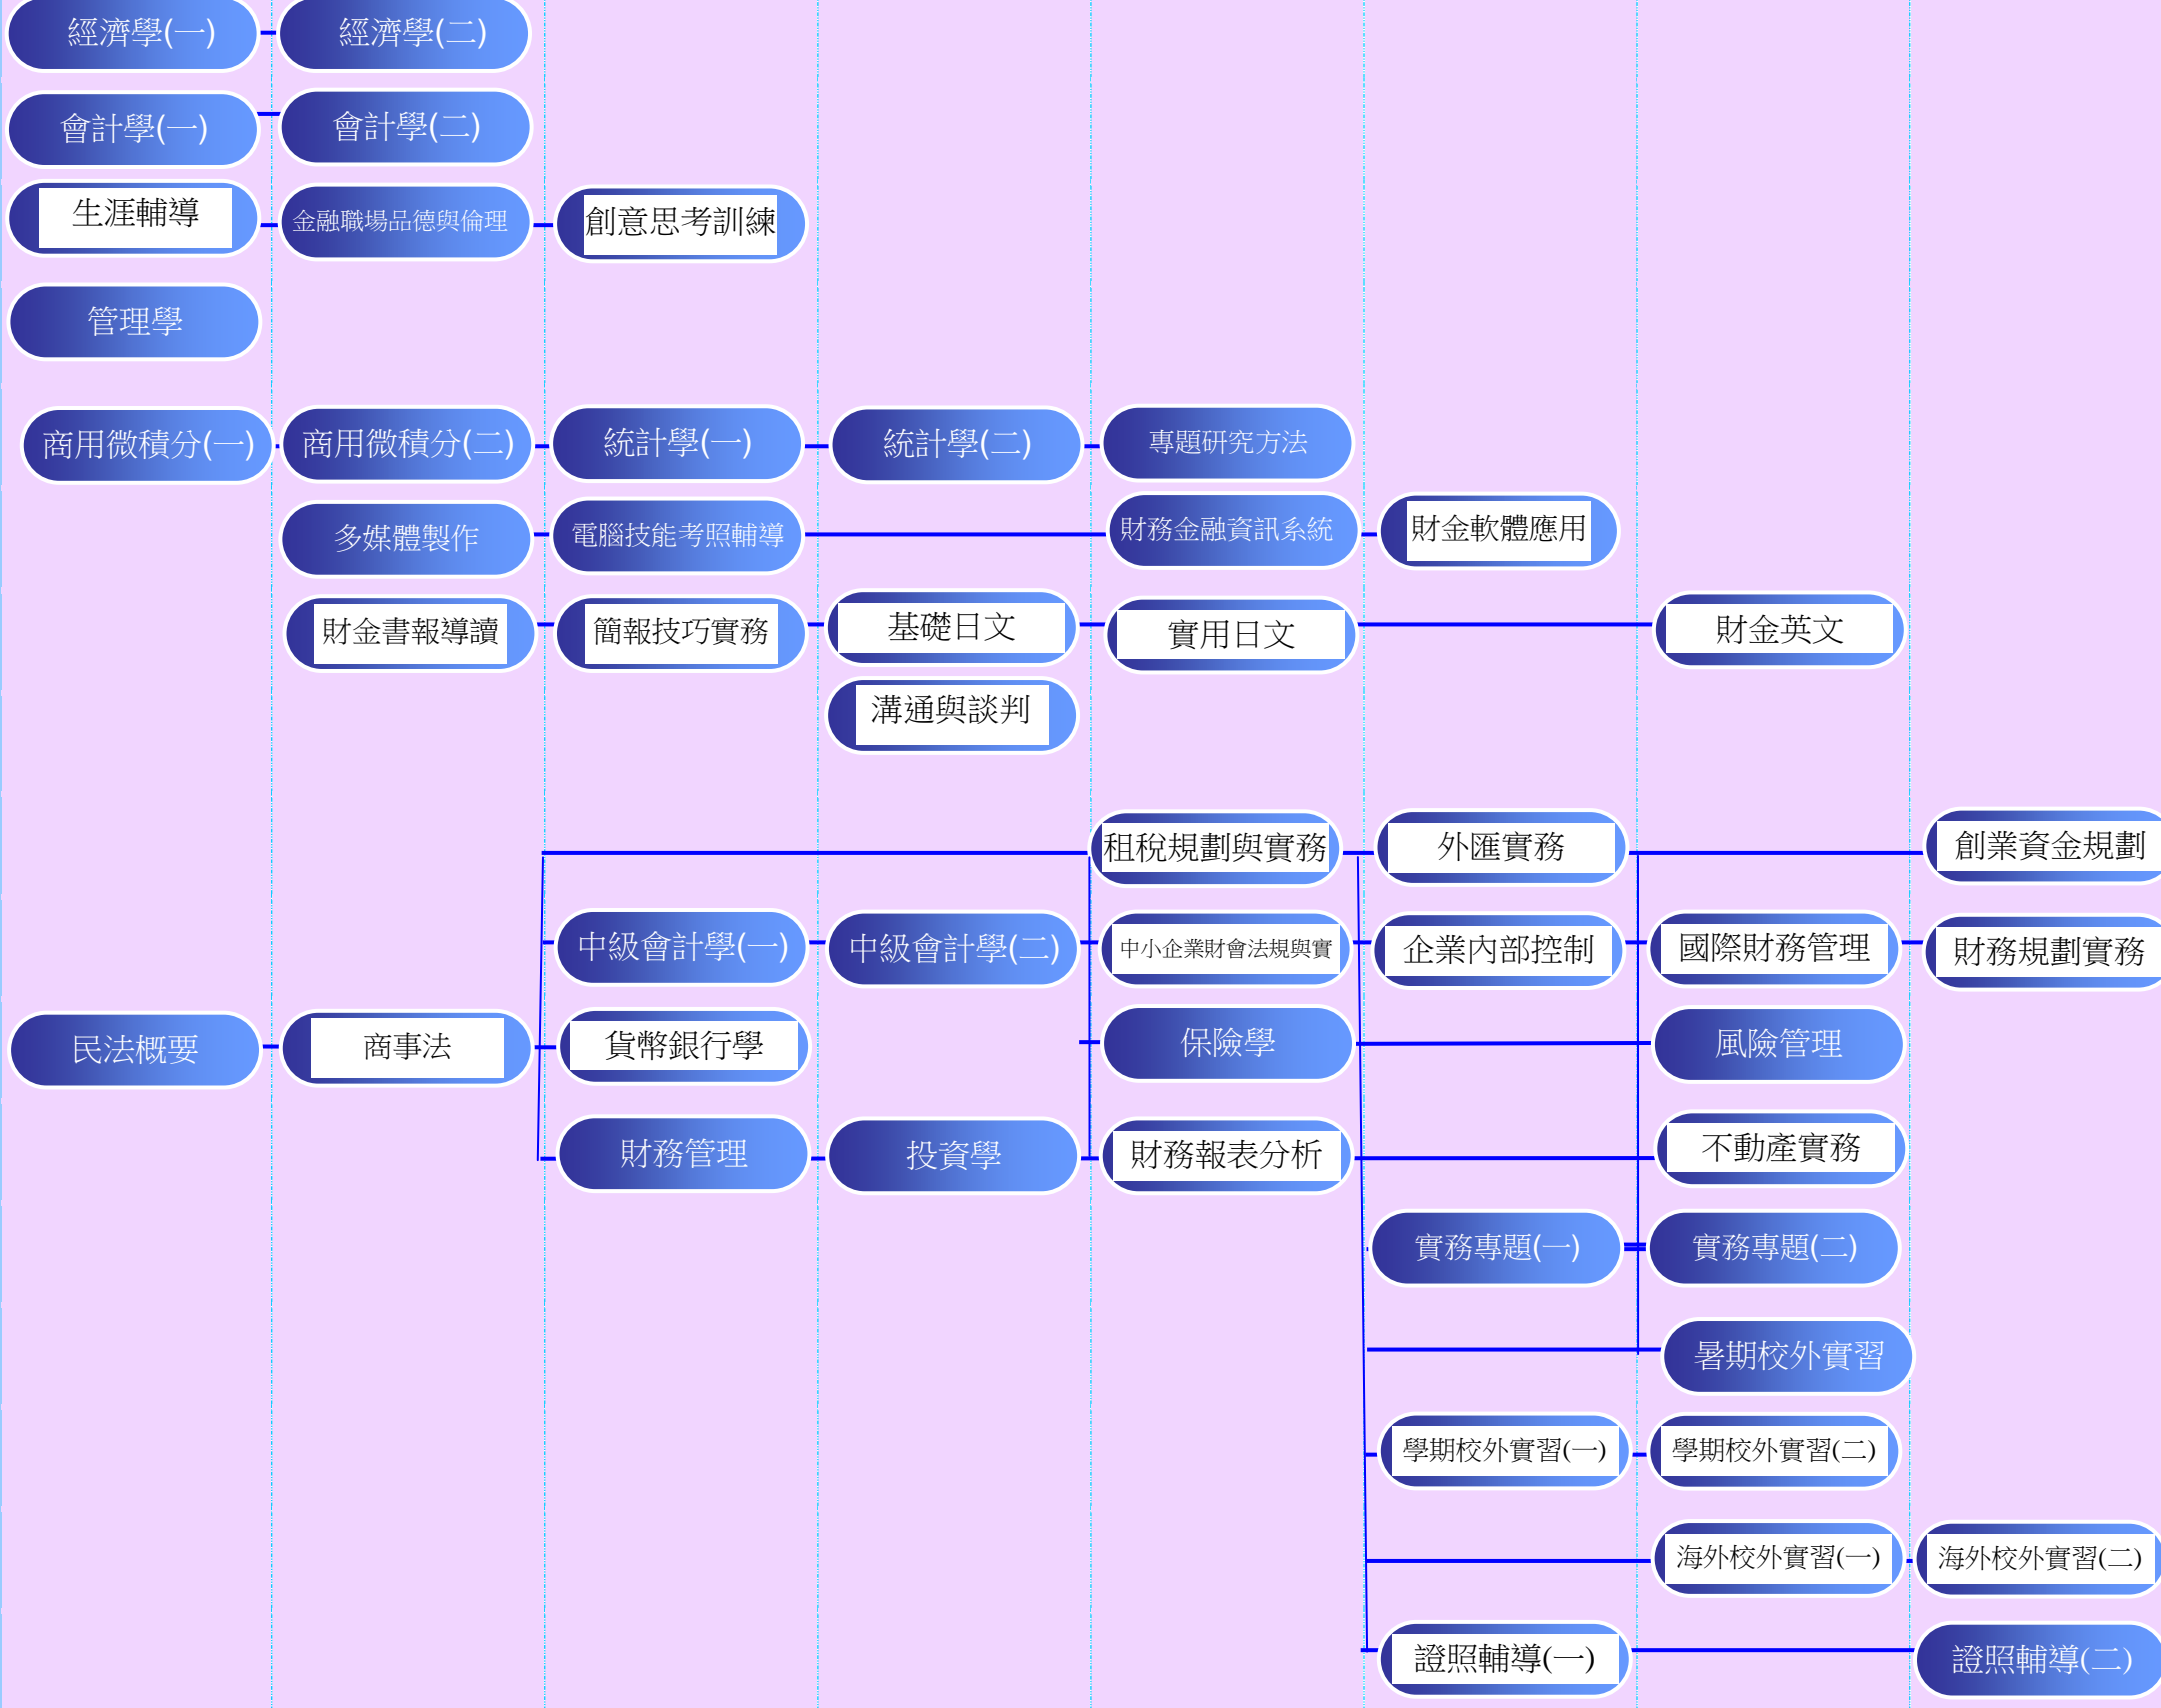 經濟學(一)
經濟學(二)
會計學(一)
會計學(二)
生涯輔導
金融職場品德與倫理
創意思考訓練
管理學
商用微積分(一)
商用微積分(二)
統計學(一)
統計學(二)
專題研究方法
多媒體製作
電腦技能考照輔導
財務金融資訊系統
財金軟體應用
財金書報導讀
簡報技巧實務
基礎日文
實用日文
財金英文
溝通與談判
租稅規劃與實務
外匯實務
創業資金規劃
中級會計學(一)
中級會計學(二)
中小企業財會法規與實
企業內部控制
國際財務管理
財務規劃實務
民法概要
商事法
貨幣銀行學
保險學
風險管理
財務管理
投資學
財務報表分析
不動產實務
實務專題(一)
實務專題(二)
暑期校外實習
學期校外實習(一)
學期校外實習(二)
海外校外實習(一)
海外校外實習(二)
證照輔導(一)
證照輔導(二)